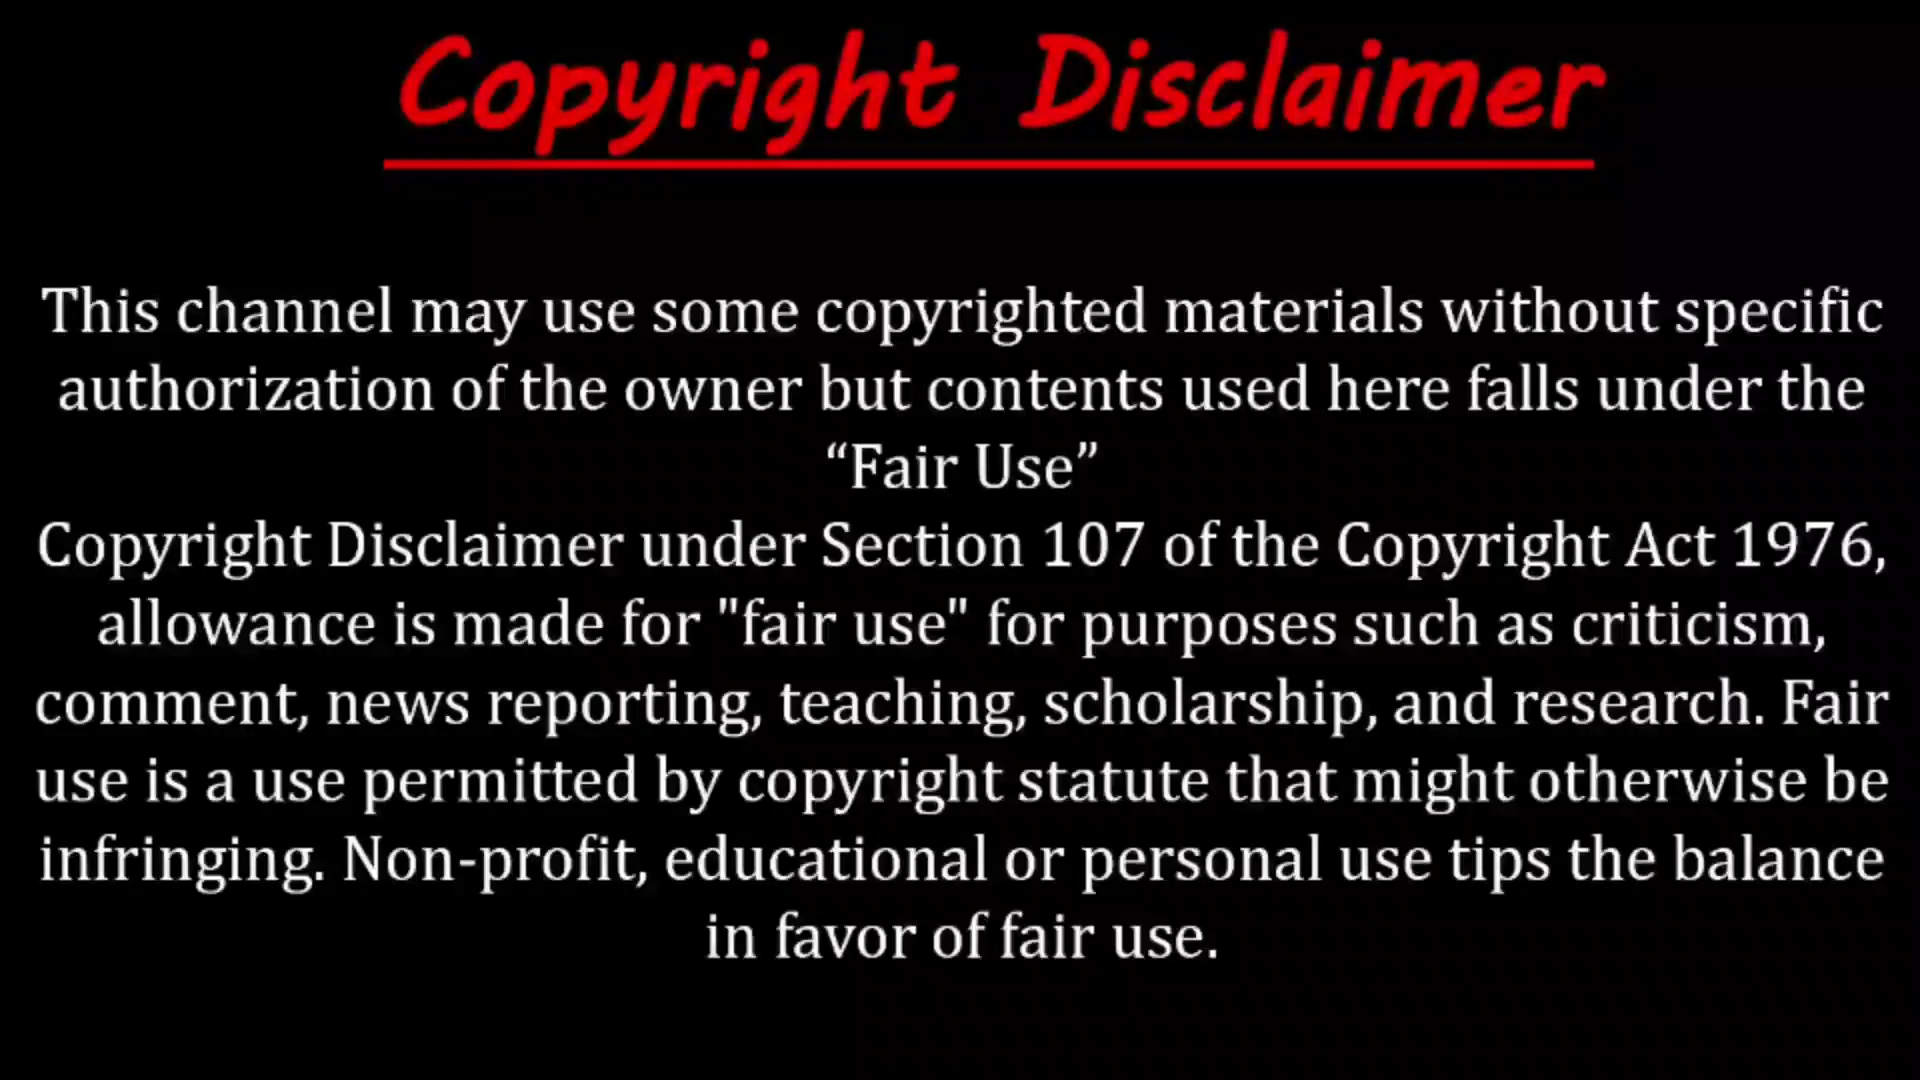 Copyright Disclaimer
This channel may use some copyrighted materials without specific
authorization of the owner but contents used here falls under the
“Fair Use”
Copyright Disclaimer under Section 107 of the Copyright Act 1976,
allowance is made for "fair use" for purposes such as criticism,
comment, news reporting, teaching, scholarship, and research. Fair
use is a use permitted by copyright statute that might otherwise be
infringing. Non-profit, educational or personal use tips the balance
in favor of fair use.